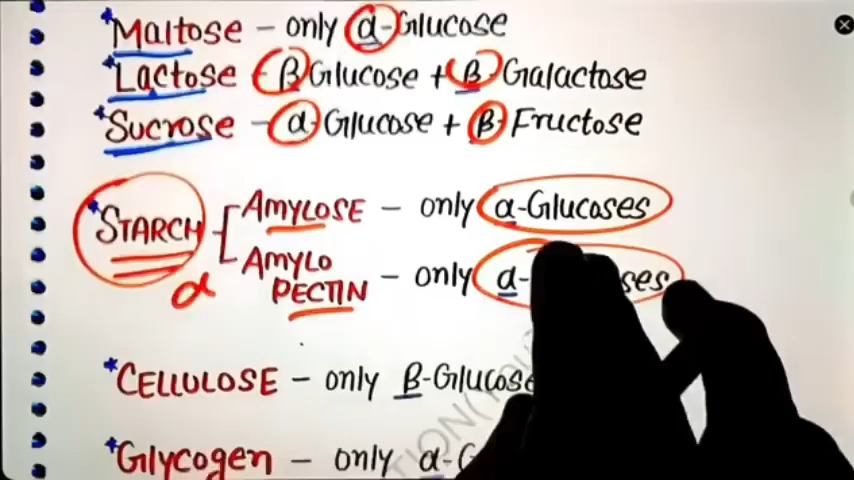 *Maltose - only α-Glucose
*Lactose - β Glucose + β-Galactose
*Sucrose - α-Glucose + β-Fructose
*STARCH
AMYLOSE - only α-Glucoses
AMYLO
PECTIN - only
α
*CELLULOSE - only
*Glycogen - only